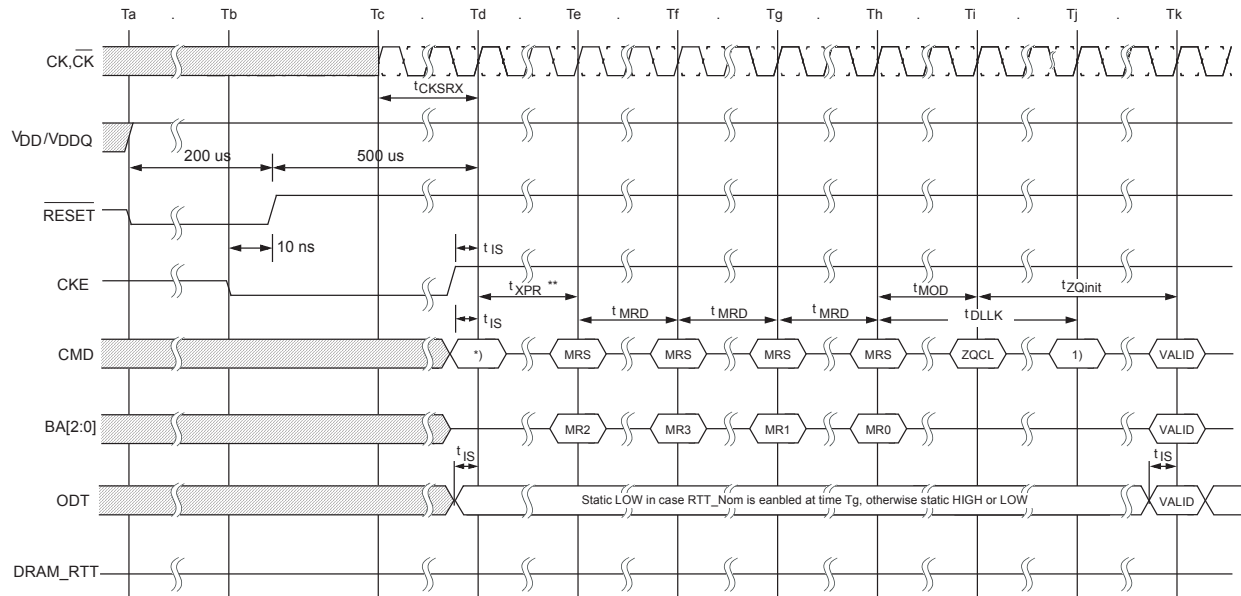 Ta . Tb Tc . Td . Te . Tf . Tg . Th . Ti . Tj . Tk
CK,CK
tCKSRX
VDD/VDDQ
200 us 500 us
RESET
10 ns
tIS
CKE
tXPR **
tMOD
tZQinit
tIS
tMRD tMRD tMRD
tDLLK
CMD *) MRS MRS MRS MRS ZQCL 1) VALID
BA[2:0] MR2 MR3 MR1 MR0 VALID
tIS tIS
ODT Static LOW in case RTT_Nom is eanbled at time Tg, otherwise static HIGH or LOW VALID
DRAM_RTT